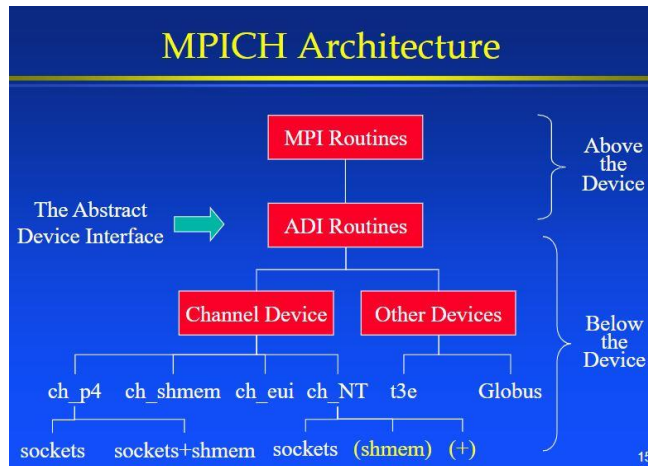 MPICH Architecture
MPI Routines
Above
the
Device
The Abstract
Device Interface
ADI Routines
Channel Device
Other Devices
Below
the
Device
ch_p4
ch_shmem
ch_eui
ch_NT
t3e
Globus
sockets
sockets+shmem
sockets
(shmem)
(+)
15